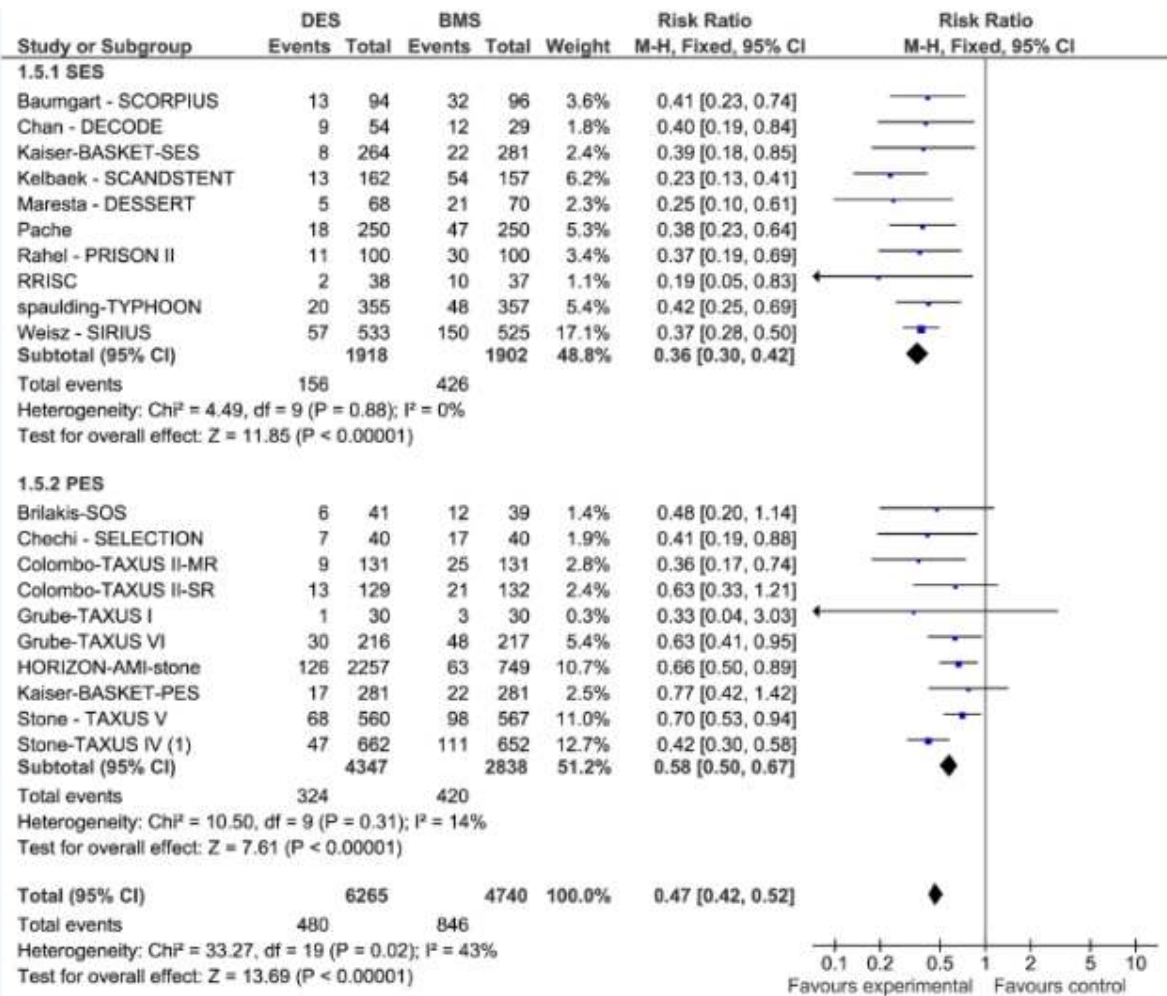 DES BMS Risk Ratio Risk Ratio
Study or Subgroup Events Total Events Total Weight M-H, Fixed, 95% CI M-H, Fixed, 95% CI
1.5.1 SES
Baumgart - SCORPIUS 13 94 32 96 3.6% 0.41 [0.23, 0.74]
Chan - DECODE 9 54 12 29 1.8% 0.40 [0.19, 0.84]
Kaiser-BASKET-SES 8 264 22 281 2.4% 0.39 [0.18, 0.85]
Kelbaek - SCANDSTENT 13 162 54 157 6.2% 0.23 [0.13, 0.41]
Maresta - DESSERT 5 68 21 70 2.3% 0.25 [0.10, 0.61]
Pache 18 250 47 250 5.3% 0.38 [0.23, 0.64]
Rahel - PRISON II 11 100 30 100 3.4% 0.37 [0.19, 0.69]
RRISC 2 38 10 37 1.1% 0.19 [0.05, 0.83]
spaulding-TYPHOON 20 355 48 357 5.4% 0.42 [0.25, 0.69]
Weisz - SIRIUS 57 533 150 525 17.1% 0.37 [0.28, 0.50]
Subtotal (95% CI) 1918 1902 48.8% 0.36 [0.30, 0.42]
Total events 156 426
Heterogeneity: Chi² = 4.49, df = 9 (P = 0.88); I² = 0%
Test for overall effect: Z = 11.85 (P < 0.00001)
1.5.2 PES
Brilakis-SOS 6 41 12 39 1.4% 0.48 [0.20, 1.14]
Chechi - SELECTION 7 40 17 40 1.9% 0.41 [0.19, 0.88]
Colombo-TAXUS II-MR 9 131 25 131 2.8% 0.36 [0.17, 0.74]
Colombo-TAXUS II-SR 13 129 21 132 2.4% 0.63 [0.33, 1.21]
Grube-TAXUS I 1 30 3 30 0.3% 0.33 [0.04, 3.03]
Grube-TAXUS VI 30 216 48 217 5.4% 0.63 [0.41, 0.95]
HORIZON-AMI-stone 126 2257 63 749 10.7% 0.66 [0.50, 0.89]
Kaiser-BASKET-PES 17 281 22 281 2.5% 0.77 [0.42, 1.42]
Stone - TAXUS V 68 560 98 567 11.0% 0.70 [0.53, 0.94]
Stone-TAXUS IV (1) 47 662 111 652 12.7% 0.42 [0.30, 0.58]
Subtotal (95% CI) 4347 2838 51.2% 0.58 [0.50, 0.67]
Total events 324 420
Heterogeneity: Chi² = 10.50, df = 9 (P = 0.31); I² = 14%
Test for overall effect: Z = 7.61 (P < 0.00001)
Total (95% CI) 6265 4740 100.0% 0.47 [0.42, 0.52]
Total events 480 846
Heterogeneity: Chi² = 33.27, df = 19 (P = 0.02); I² = 43%
Test for overall effect: Z = 13.69 (P < 0.00001)
0.1 0.2 0.5 1 2 5 10
Favours experimental Favours control